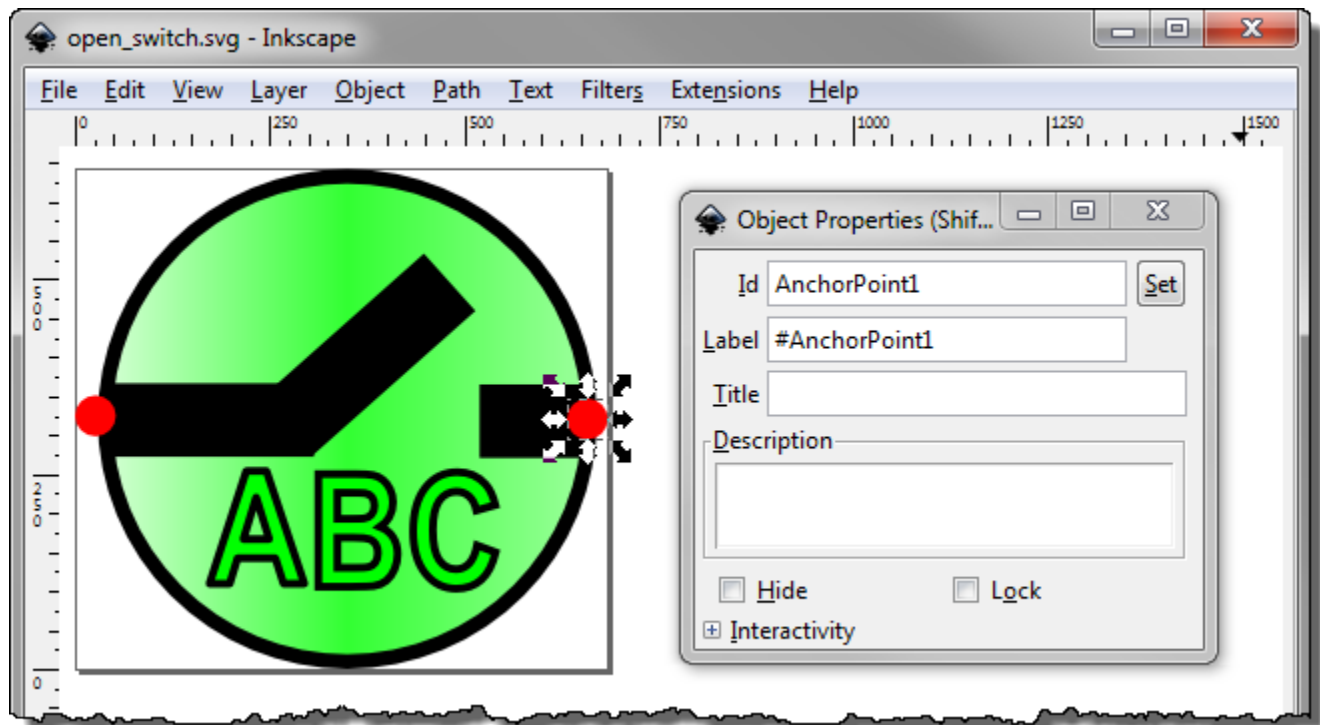 open_switch.svg - Inkscape
File Edit View Layer Object Path Text Filters Extensions Help
0 250 500 750 1000 1250 1500
Object Properties (Shif...
Id AnchorPoint1 Set
500
Label #AnchorPoint1
Title
Description
ABC
250
Hide Lock
Interactivity
0